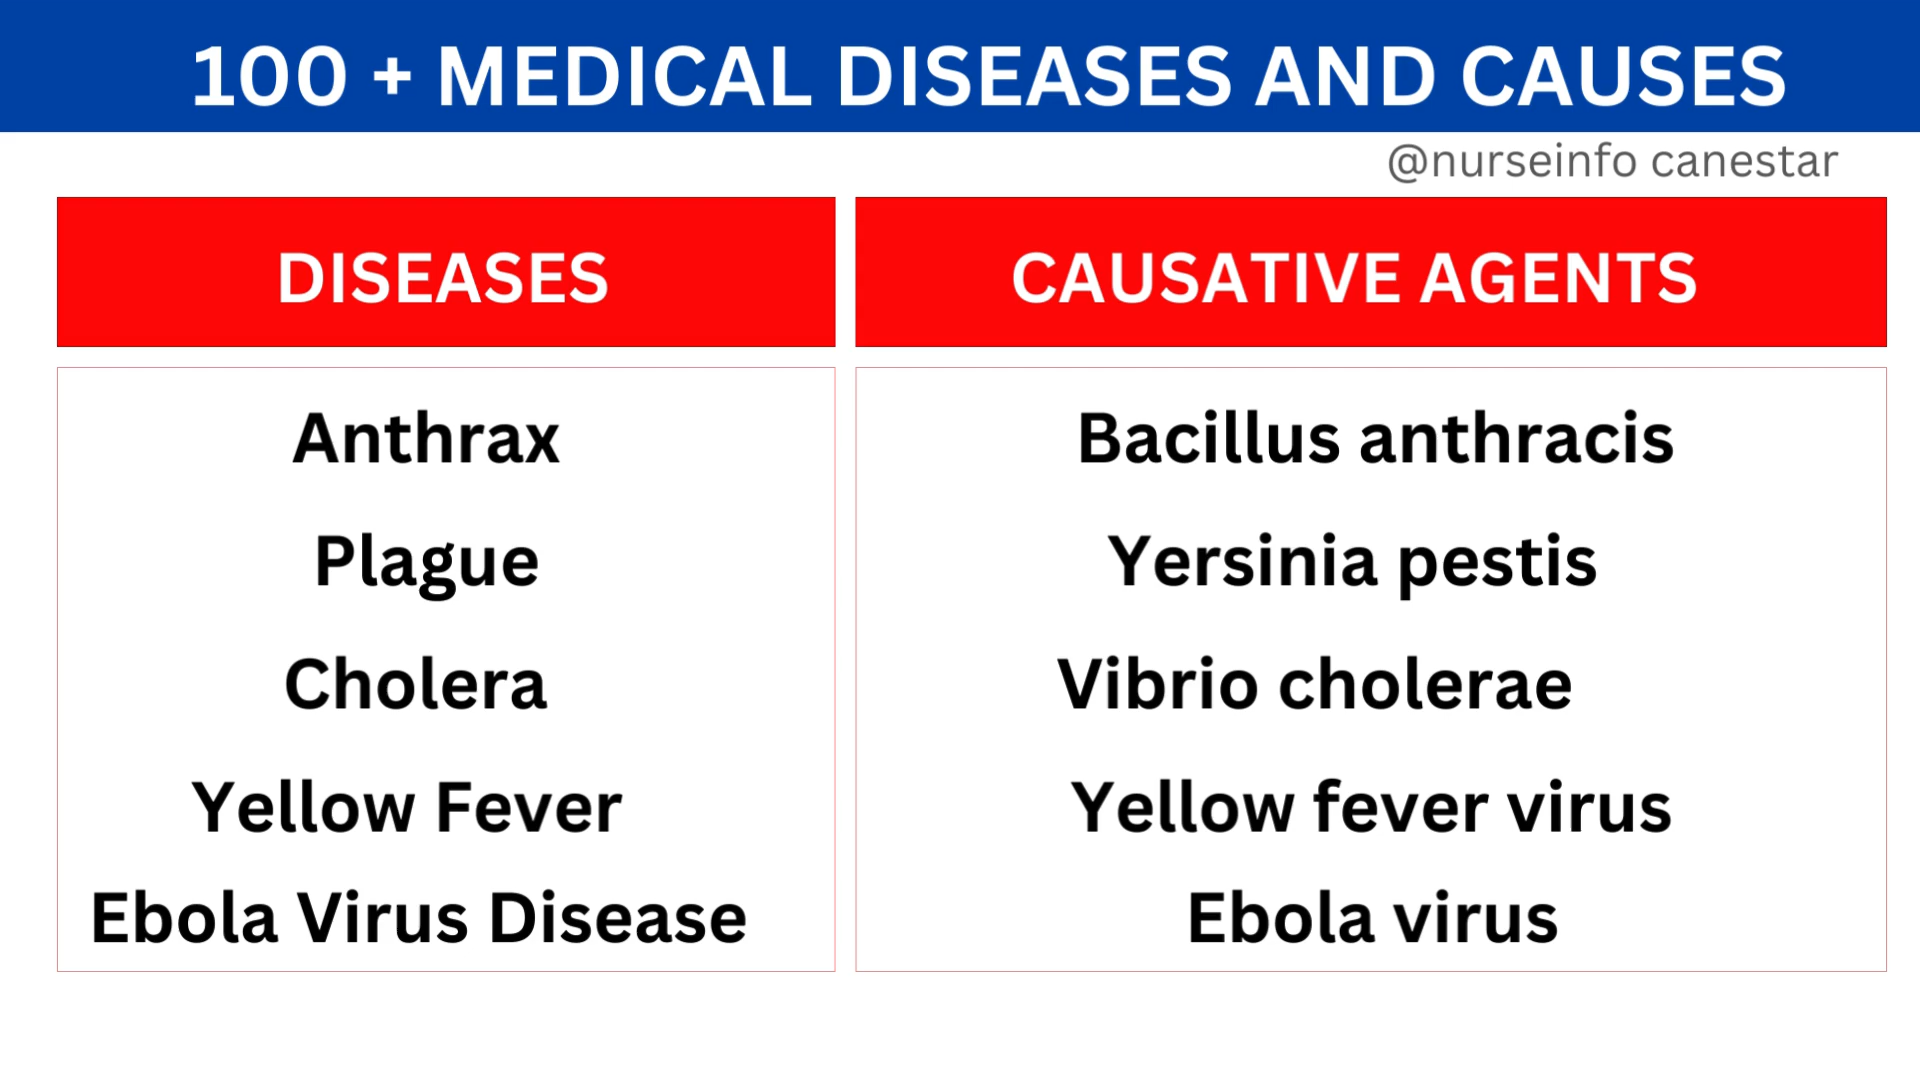 100 + MEDICAL DISEASES AND CAUSES
@nurseinfo canestar
DISEASES CAUSATIVE AGENTS
Anthrax Bacillus anthracis
Plague Yersinia pestis
Cholera Vibrio cholerae
Yellow Fever Yellow fever virus
Ebola Virus Disease Ebola virus